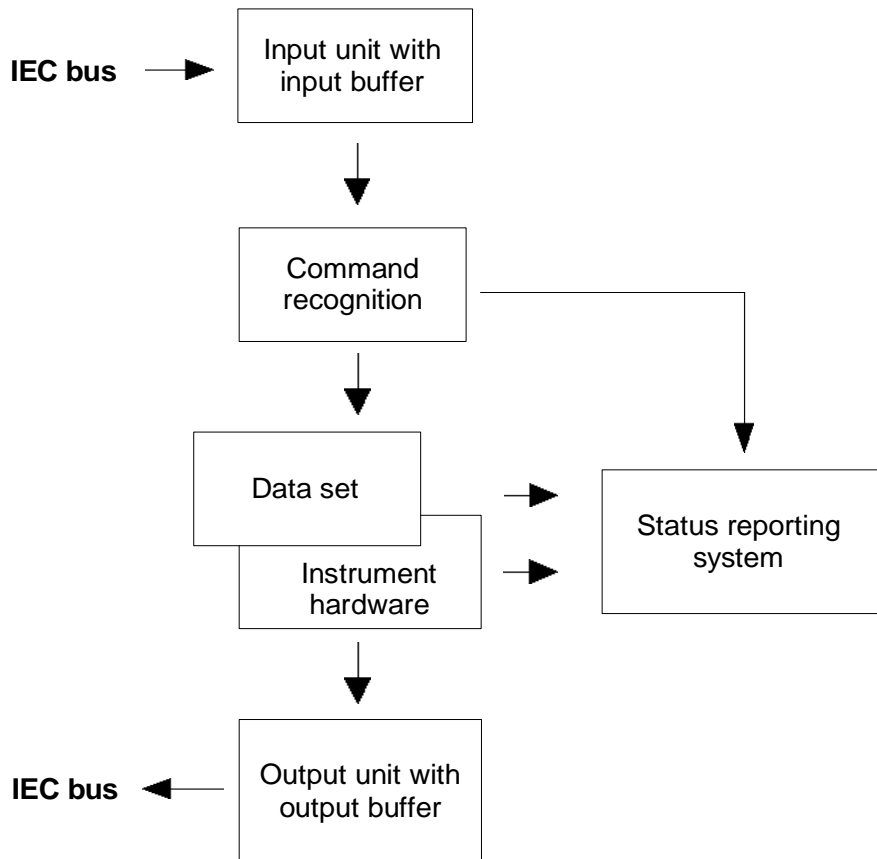 IEC bus
Input unit with
input buffer
Command
recognition
Data set
Instrument
hardware
Status reporting
system
IEC bus
Output unit with
output buffer